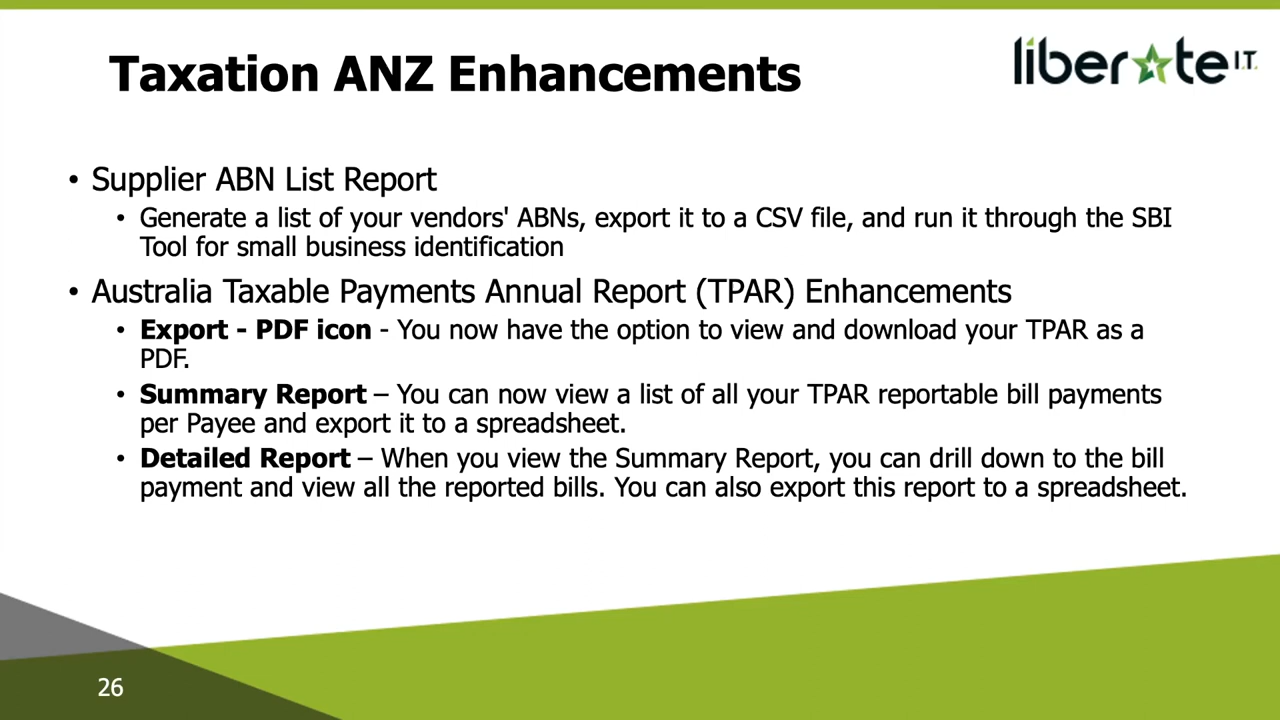 Taxation ANZ Enhancements
liberate I.T.
• Supplier ABN List Report
• Generate a list of your vendors' ABNs, export it to a CSV file, and run it through the SBI
Tool for small business identification
• Australia Taxable Payments Annual Report (TPAR) Enhancements
• Export - PDF icon - You now have the option to view and download your TPAR as a
PDF.
• Summary Report – You can now view a list of all your TPAR reportable bill payments
per Payee and export it to a spreadsheet.
• Detailed Report – When you view the Summary Report, you can drill down to the bill
payment and view all the reported bills. You can also export this report to a spreadsheet.
26